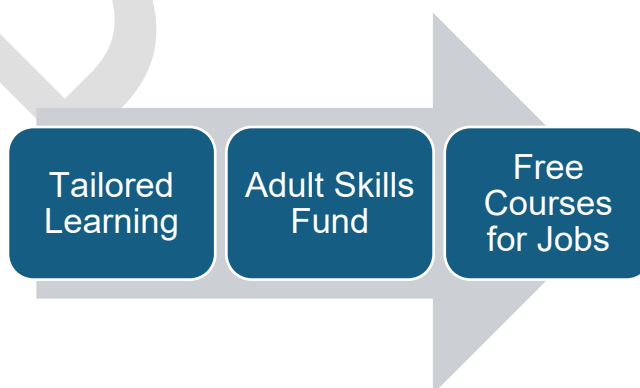 Tailored
Learning
Adult Skills
Fund
Free
Courses
for Jobs